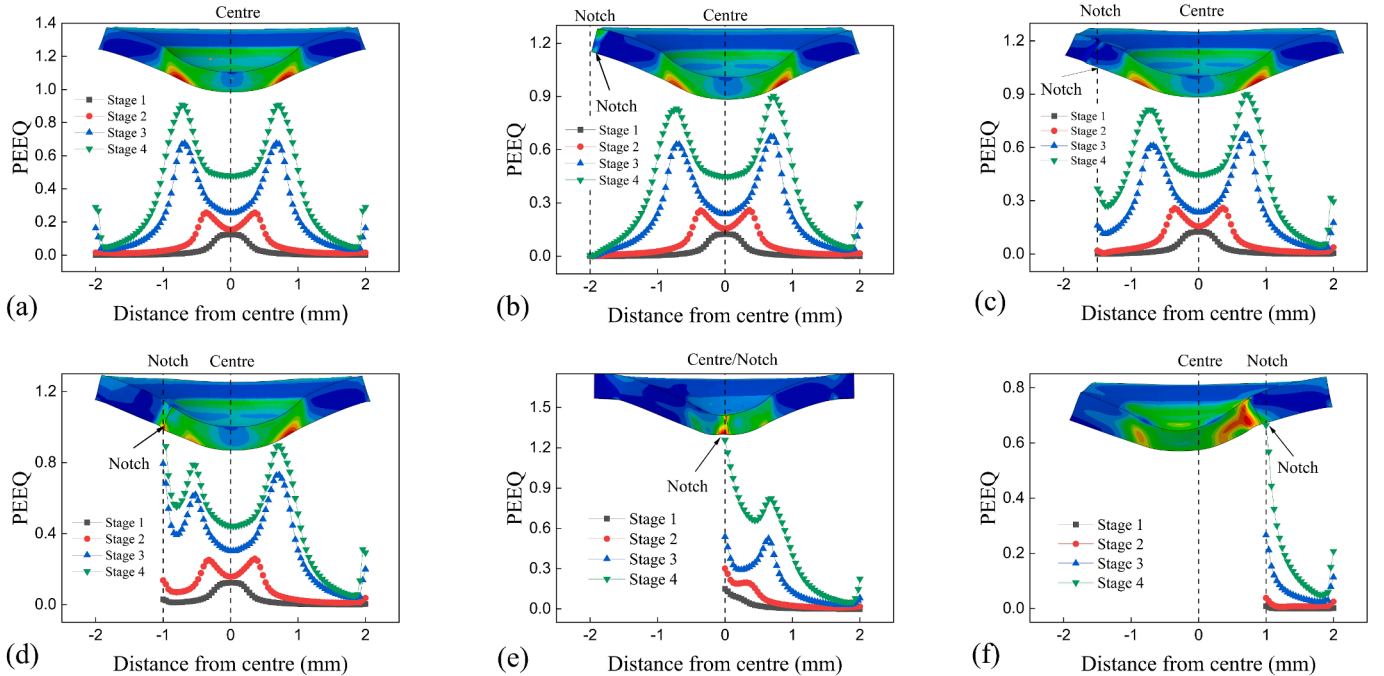 Centre
1.4
1.2
1.0
0.8
0.6
0.4
0.2
0.0
PEEQ
Stage 1
Stage 2
Stage 3
Stage 4
-2 -1 0 1 2
(a) Distance from centre (mm)
Notch Centre
1.2
0.9
0.6
0.3
0.0
PEEQ
Notch
Stage 1
Stage 2
Stage 3
Stage 4
-2 -1 0 1 2
(b) Distance from centre (mm)
Notch Centre
1.2
0.9
0.6
0.3
0.0
PEEQ
Notch
Stage 1
Stage 2
Stage 3
Stage 4
-2 -1 0 1 2
(c) Distance from centre (mm)
Notch Centre
1.2
0.8
0.4
0.0
PEEQ
Notch
Stage 1
Stage 2
Stage 3
Stage 4
-2 -1 0 1 2
(d) Distance from centre (mm)
Centre/Notch
1.5
1.2
0.9
0.6
0.3
0.0
PEEQ
Notch
Stage 1
Stage 2
Stage 3
Stage 4
-2 -1 0 1 2
(e) Distance from centre (mm)
Centre Notch
0.8
0.6
0.4
0.2
0.0
PEEQ
Notch
Stage 1
Stage 2
Stage 3
Stage 4
-2 -1 0 1 2
(f) Distance from centre (mm)